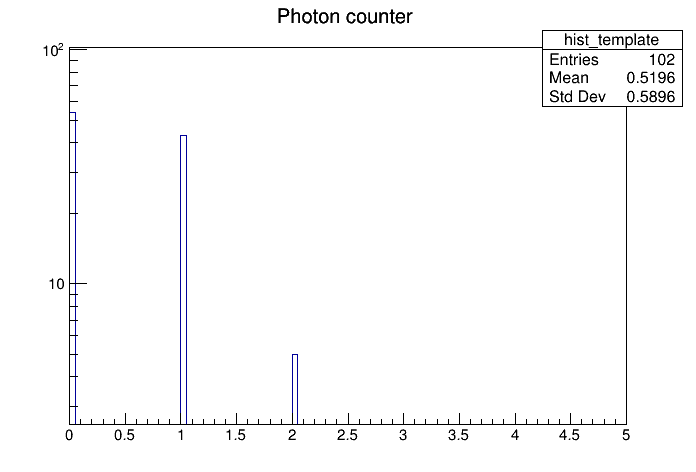 Photon counter
hist_template
Entries 102
Mean 0.5196
Std Dev 0.5896
10²
10
0 0.5 1 1.5 2 2.5 3 3.5 4 4.5 5